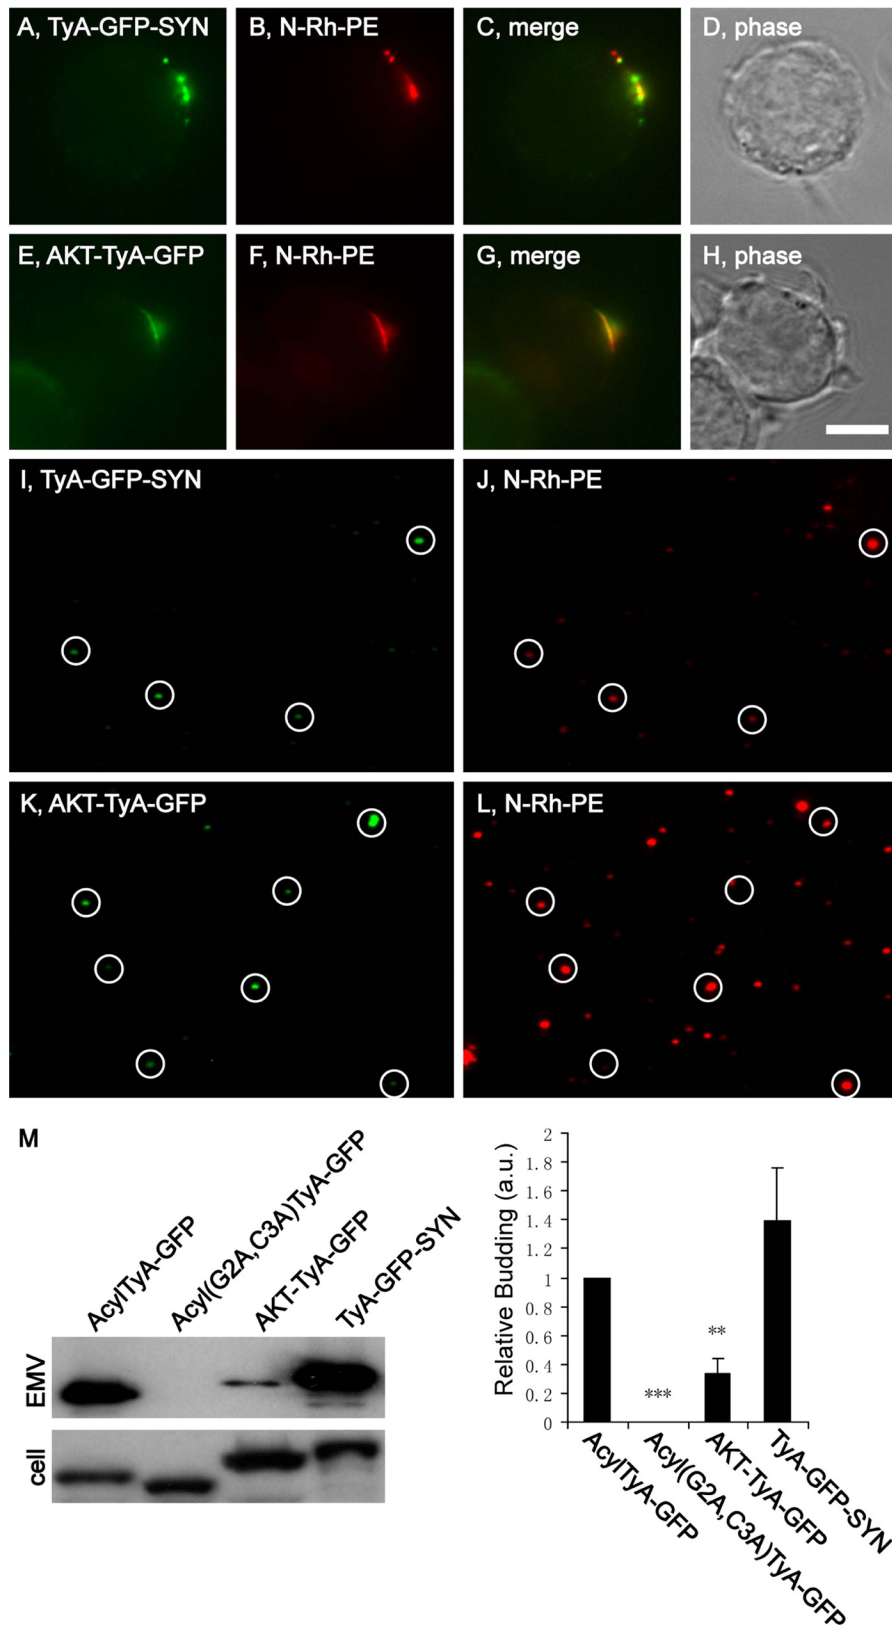 A, TyA-GFP-SYN
B, N-Rh-PE
C, merge
D, phase
E, AKT-TyA-GFP
F, N-Rh-PE
G, merge
H, phase
I, TyA-GFP-SYN
J, N-Rh-PE
K, AKT-TyA-GFP
L, N-Rh-PE
M
AcylTyA-GFP
Acyl(G2A,C3A)TyA-GFP
AKT-TyA-GFP
TyA-GFP-SYN
EMV
cell
Relative Budding (a.u.)
2
1.8
1.6
1.4
1.2
1
0.8
0.6
0.4
0.2
0
***
**
AcylTyA-GFP
Acyl(G2A,C3A)TyA-GFP
AKT-TyA-GFP
TyA-GFP-SYN